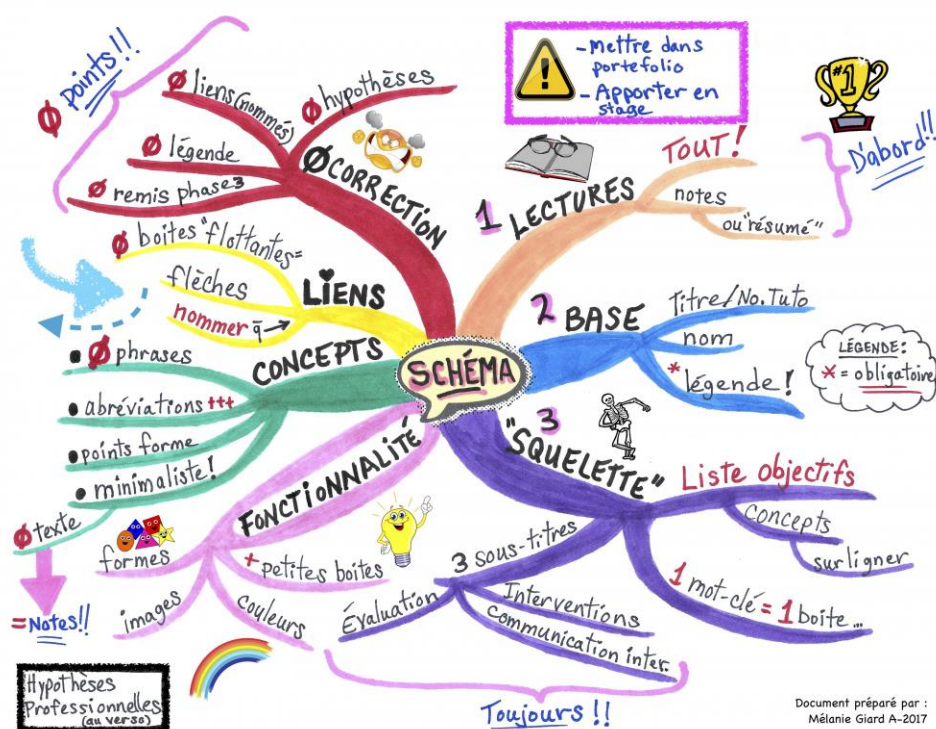 SCHÉMA
- Mettre dans
portefolio
- Apporter en
stage
#1
D'abord!!
1 LECTURES
TOUT!
notes
ou "résumé"
2 BASE
Titre/No. Tuto
nom
* légende!
LÉGENDE:
* = obligatoire
3
"SQUELETTE"
Liste objectifs
concepts
surligner
1 mot-clé = 1 boite...
3 sous-titres
Évaluation
Interventions
communication inter.
Toujours!!
FONCTIONNALITÉ
+ petites boites
couleurs
images
formes
CONCEPTS
• Ø phrases
• abréviations +++
• points forme
• minimaliste!
Ø texte
= Notes!!
LIENS
Ø boites "flottantes"
flèches
nommer q̄ →
Ø CORRECTION
Ø hypothèses
Ø liens (nommés)
Ø légende
Ø remis phase 3
Ø points!!
Hypothèses
Professionnelles
(au verso)
Document préparé par :
Mélanie Giard A-2017